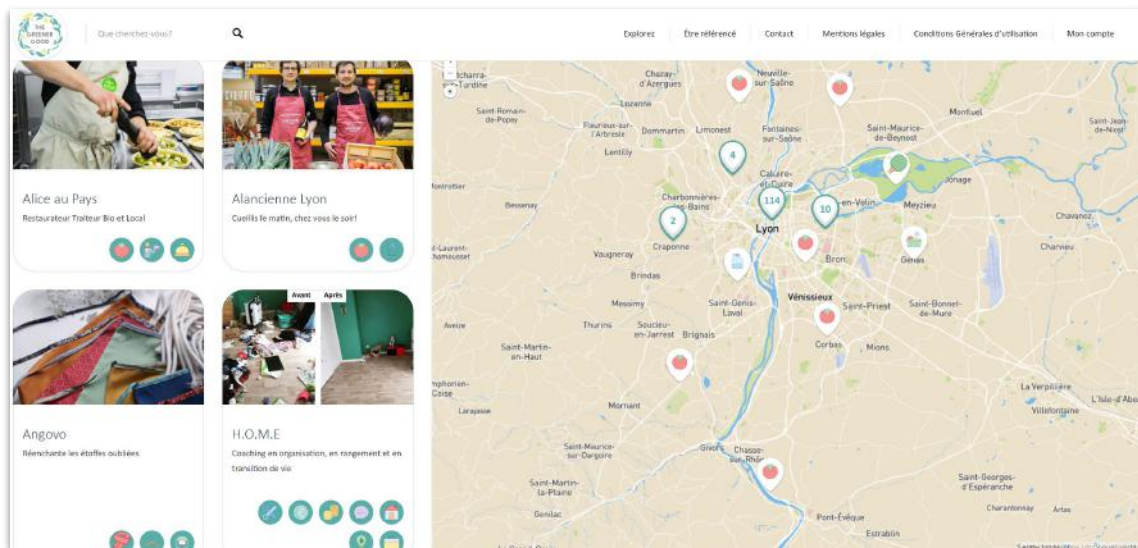 THE
GREENER
GOOD
Que cherchez-vous?
Explorez
Être référencé
Contact
Mentions légales
Conditions Générales d'utilisation
Mon compte
Alice au Pays
Restaurateur Traiteur Bio et Local
Alancienne Lyon
Cueillis le matin, chez vous le soir!
Avant Après
Angovo
Réenchante les étoffes oubliées
H.O.M.E
Coaching en organisation, en rangement et en
transition de vie
Chazay-
d'Azergues
Neuville-
sur-Saône
Lozanne
Saint-Romain-
de-Popey
Fleurieux-sur-
l'Arbresle
Dommartin
Limonest
Fontaines-
sur-Saône
Montluel
Saint-Maurice-
de-Beynost
Lentilly
4
Caluire-
et-Cuire
Jonage
Charbonnières-
les-Bains
114
10
-en-Velin
Meyzieu
Bessenay
2
Lyon
Chavanoz
Craponne
Vaugneray
Bron
Genas
Charvieu
Brindas
Vénissieux
Messimy
Saint-Genis-
Laval
Saint-Priest
Saint-Bonnet-
de-Mure
Aveize
Thurins
Soucieu-
en-Jarrest
Brignais
Corbas
Mions
Saint-Martin-
en-Haut
La Verpillière
Larajasse
Mornant
Villefontaine
Saint-Maurice-
sur-Dargoire
Givors
Chasse-
sur-Rhône
Saint-Martin-
la-Plaine
Saint-Georges-
d'Espéranche
Genilac
Charantonnay
Artas
Pont-Évêque
Estrablin